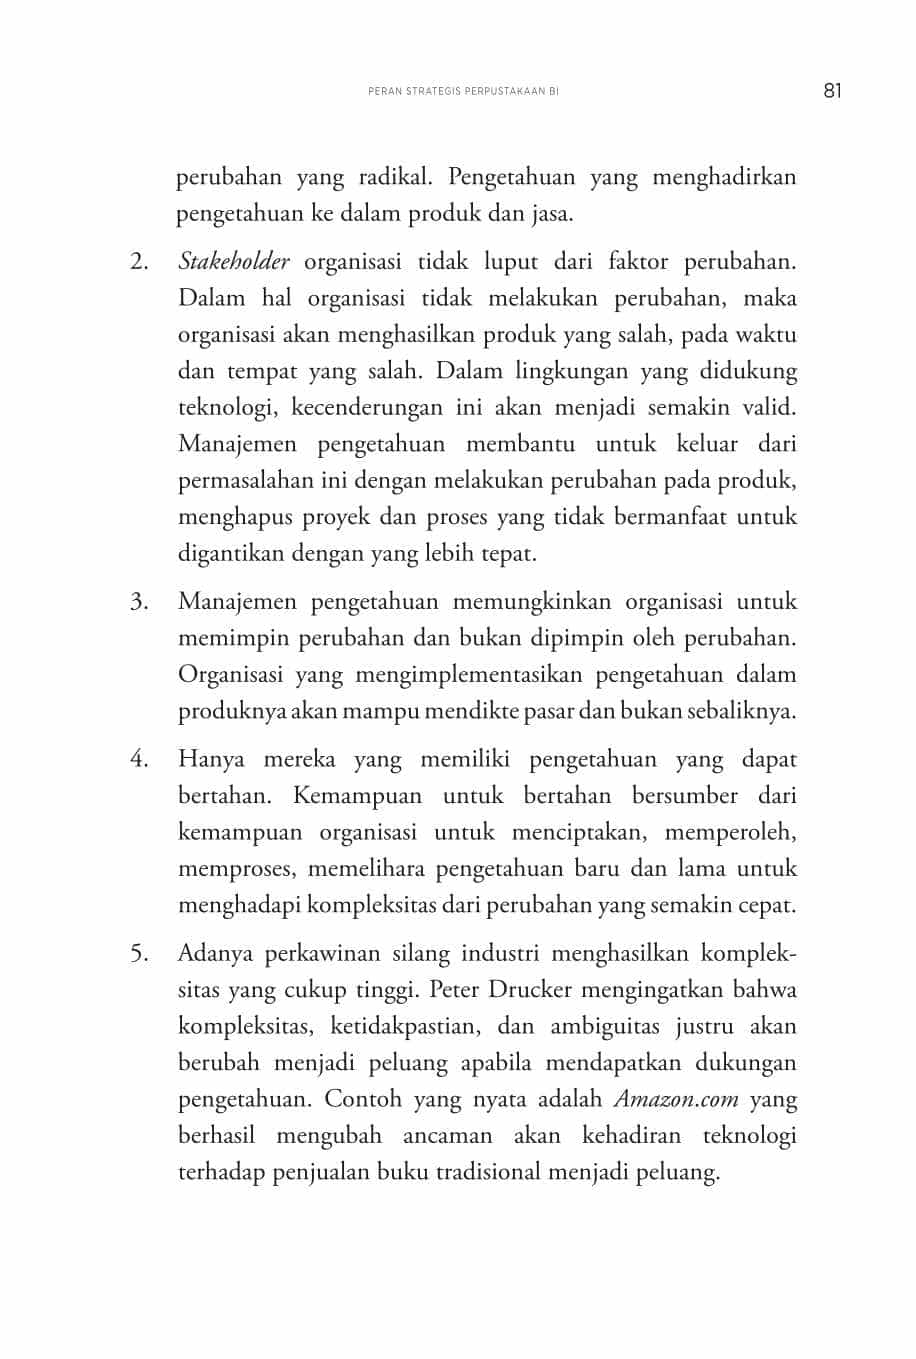 PERAN STRATEGIS PERPUSTAKAAN BI
81
perubahan yang radikal. Pengetahuan yang menghadirkan
pengetahuan ke dalam produk dan jasa.
2. Stakeholder organisasi tidak luput dari faktor perubahan.
Dalam hal organisasi tidak melakukan perubahan, maka
organisasi akan menghasilkan produk yang salah, pada waktu
dan tempat yang salah. Dalam lingkungan yang didukung
teknologi, kecenderungan ini akan menjadi semakin valid.
Manajemen pengetahuan membantu untuk keluar dari
permasalahan ini dengan melakukan perubahan pada produk,
menghapus proyek dan proses yang tidak bermanfaat untuk
digantikan dengan yang lebih tepat.
3. Manajemen pengetahuan memungkinkan organisasi untuk
memimpin perubahan dan bukan dipimpin oleh perubahan.
Organisasi yang mengimplementasikan pengetahuan dalam
produknya akan mampu mendikte pasar dan bukan sebaliknya.
4. Hanya mereka yang memiliki pengetahuan yang dapat
bertahan. Kemampuan untuk bertahan bersumber dari
kemampuan organisasi untuk menciptakan, memperoleh,
memproses, memelihara pengetahuan baru dan lama untuk
menghadapi kompleksitas dari perubahan yang semakin cepat.
5. Adanya perkawinan silang industri menghasilkan komplek-
sitas yang cukup tinggi. Peter Drucker mengingatkan bahwa
kompleksitas, ketidakpastian, dan ambiguitas justru akan
berubah menjadi peluang apabila mendapatkan dukungan
pengetahuan. Contoh yang nyata adalah Amazon.com yang
berhasil mengubah ancaman akan kehadiran teknologi
terhadap penjualan buku tradisional menjadi peluang.